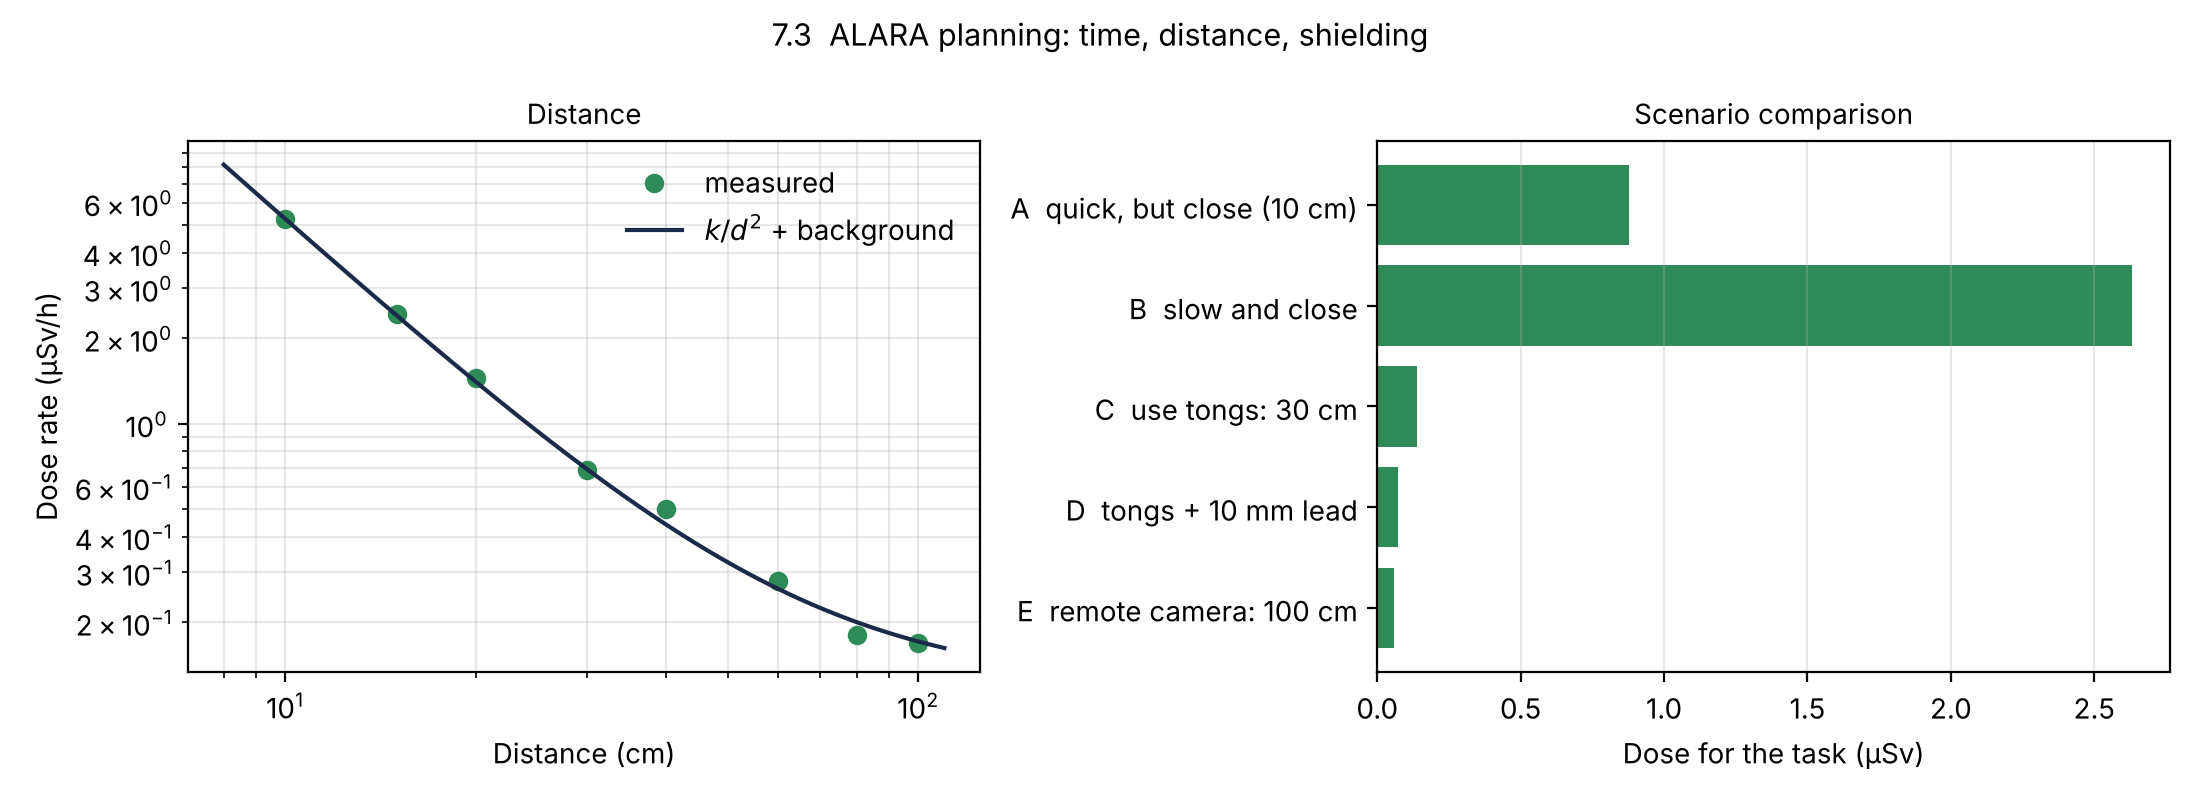 7.3 ALARA planning: time, distance, shielding
Distance
measured
k/d² + background
6 × 10⁰
4 × 10⁰
3 × 10⁰
2 × 10⁰
10⁰
6 × 10⁻¹
4 × 10⁻¹
3 × 10⁻¹
2 × 10⁻¹
Dose rate (µSv/h)
10¹
10²
Distance (cm)
Scenario comparison
A quick, but close (10 cm)
B slow and close
C use tongs: 30 cm
D tongs + 10 mm lead
E remote camera: 100 cm
0.0
0.5
1.0
1.5
2.0
2.5
Dose for the task (µSv)